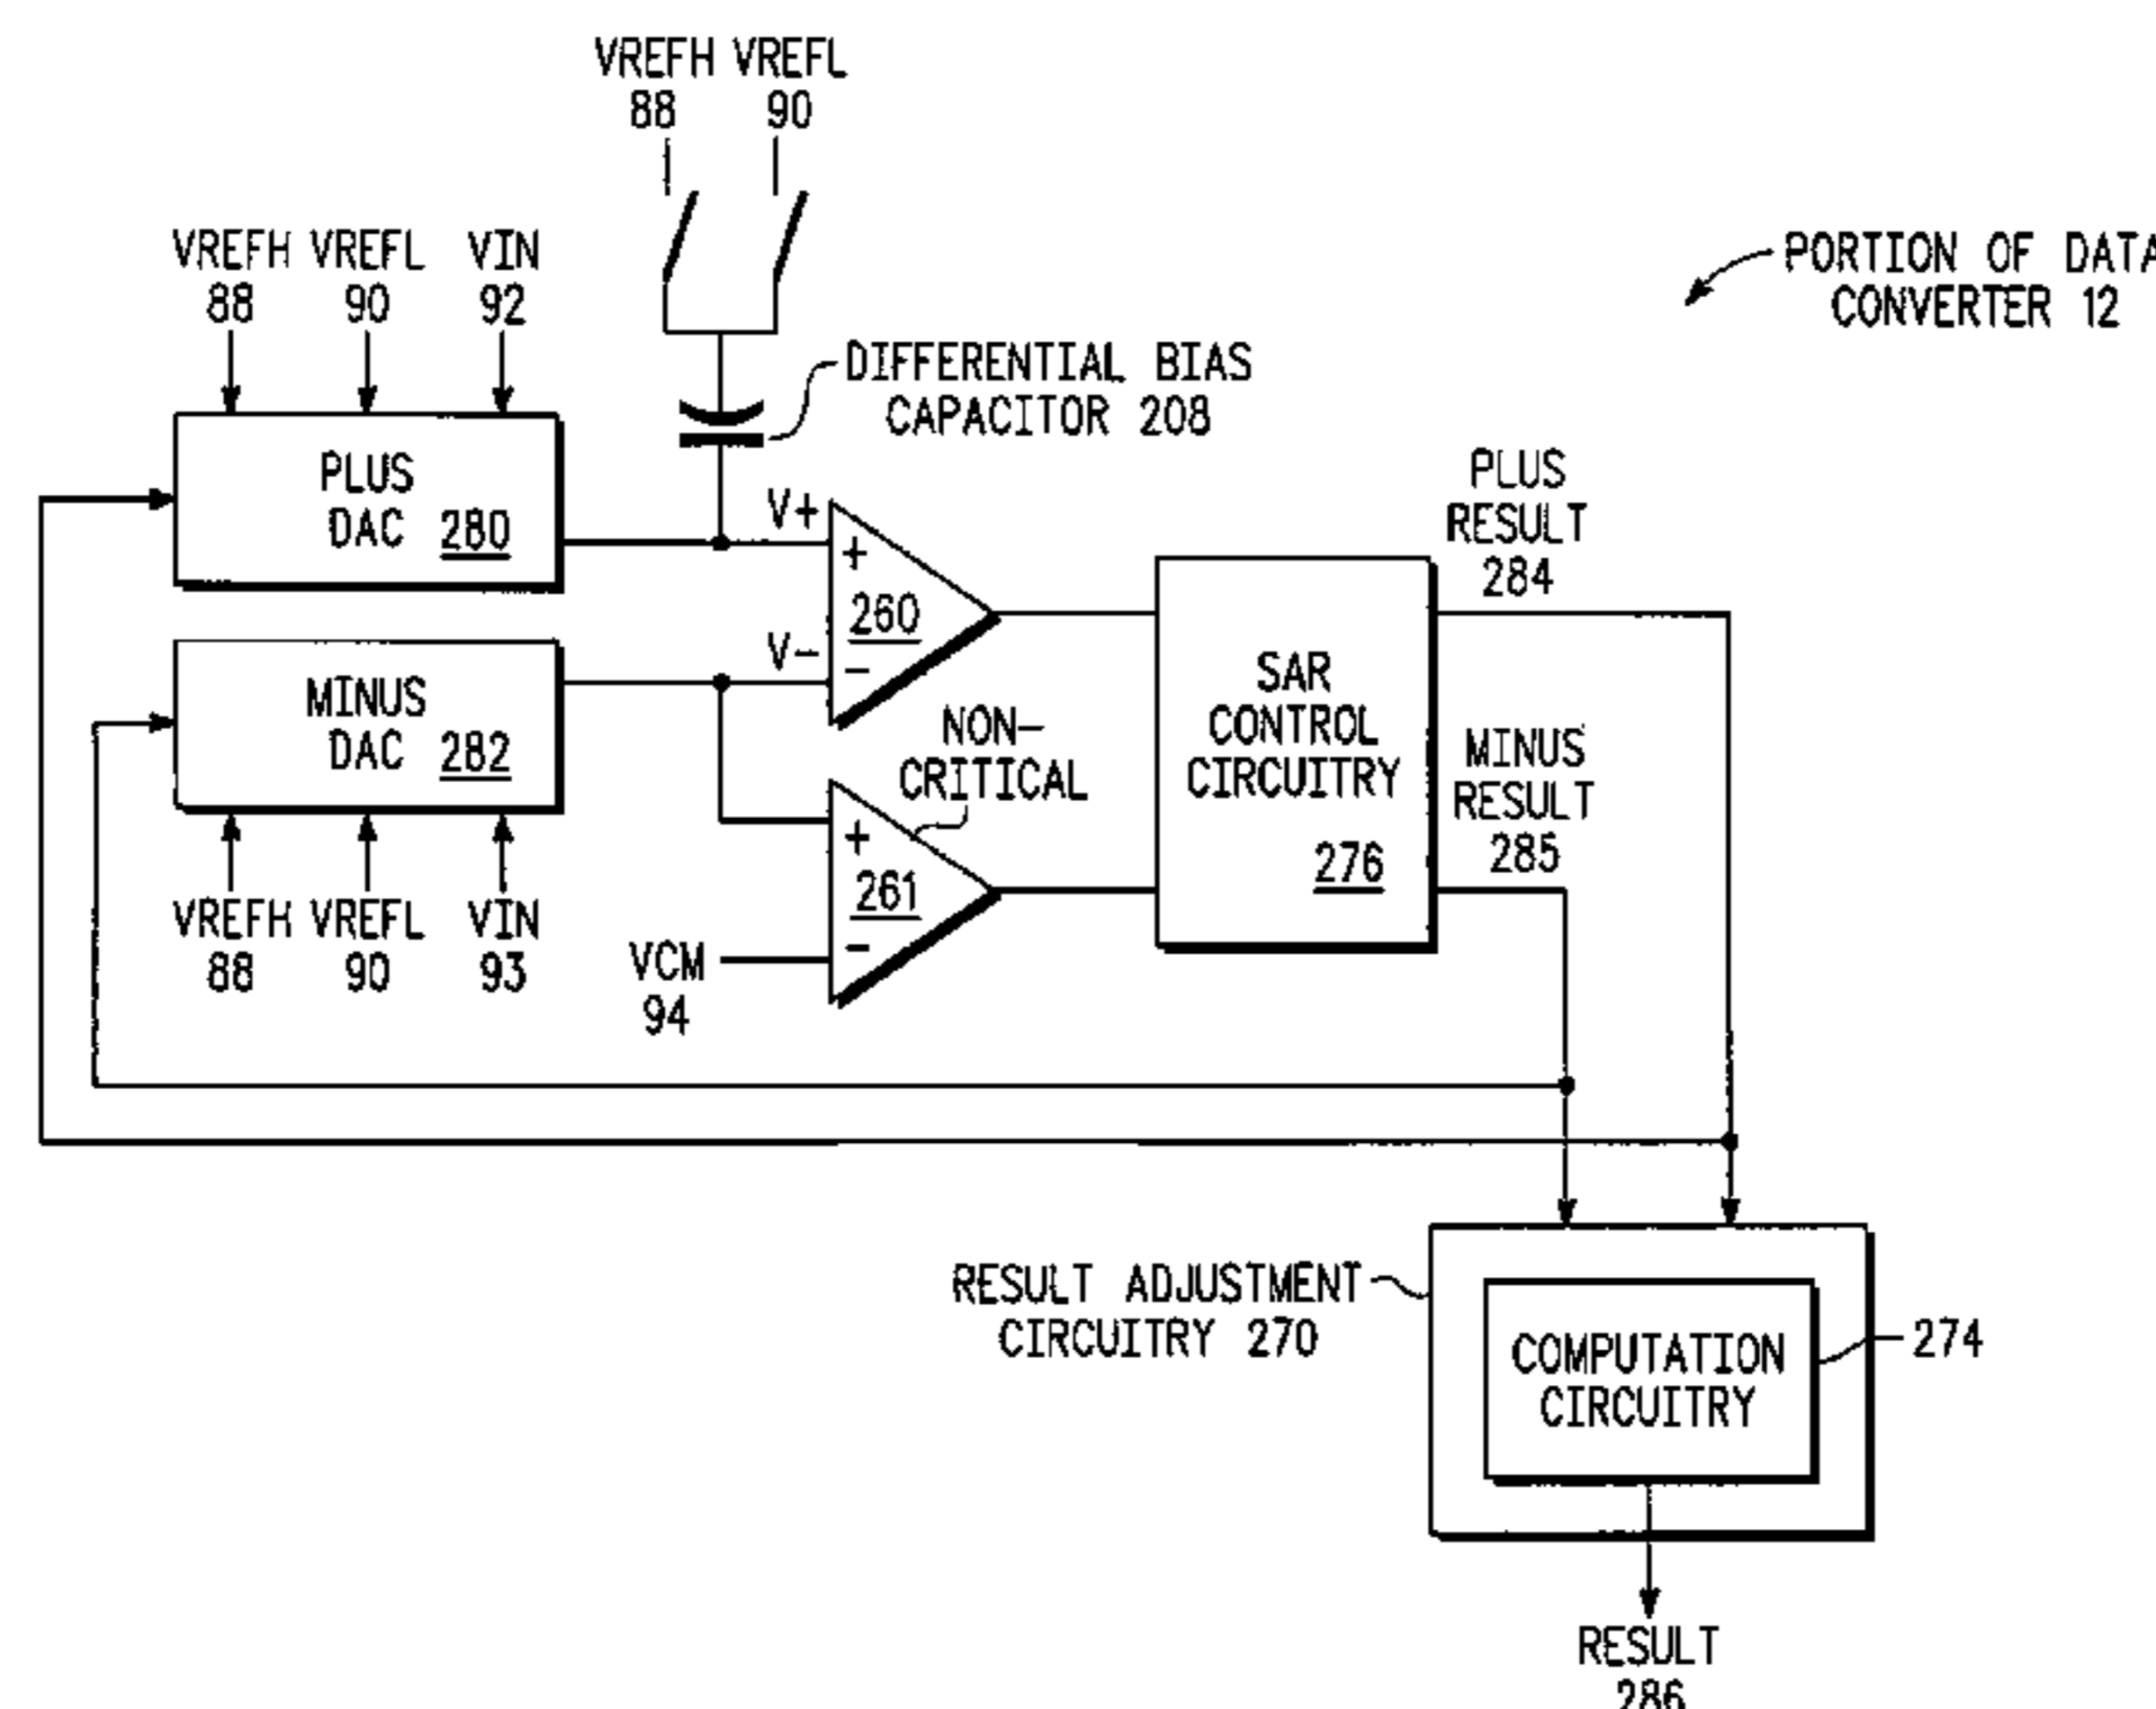 VREFH VREFL
88 90
VREFH VREFL VIN
88 90 92
PORTION OF DATA
CONVERTER 12
DIFFERENTIAL BIAS
CAPACITOR 208
PLUS
DAC 280
V+
+
260
V-
-
PLUS
RESULT
284
MINUS
DAC 282
SAR
CONTROL
CIRCUITRY
276
NON-
CRITICAL
MINUS
RESULT
285
+
261
-
VREFH VREFL VIN
88 90 93
VCM
94
RESULT ADJUSTMENT
CIRCUITRY 270
COMPUTATION
CIRCUITRY
274
RESULT
286